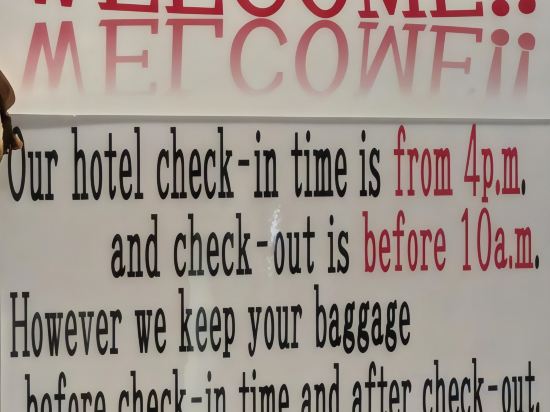 WELCOME!!
WELCOME!!
Our hotel check-in time is from 4p.m.
and check-out is before 10a.m.
However we keep your baggage
before check-in time and after check-out.